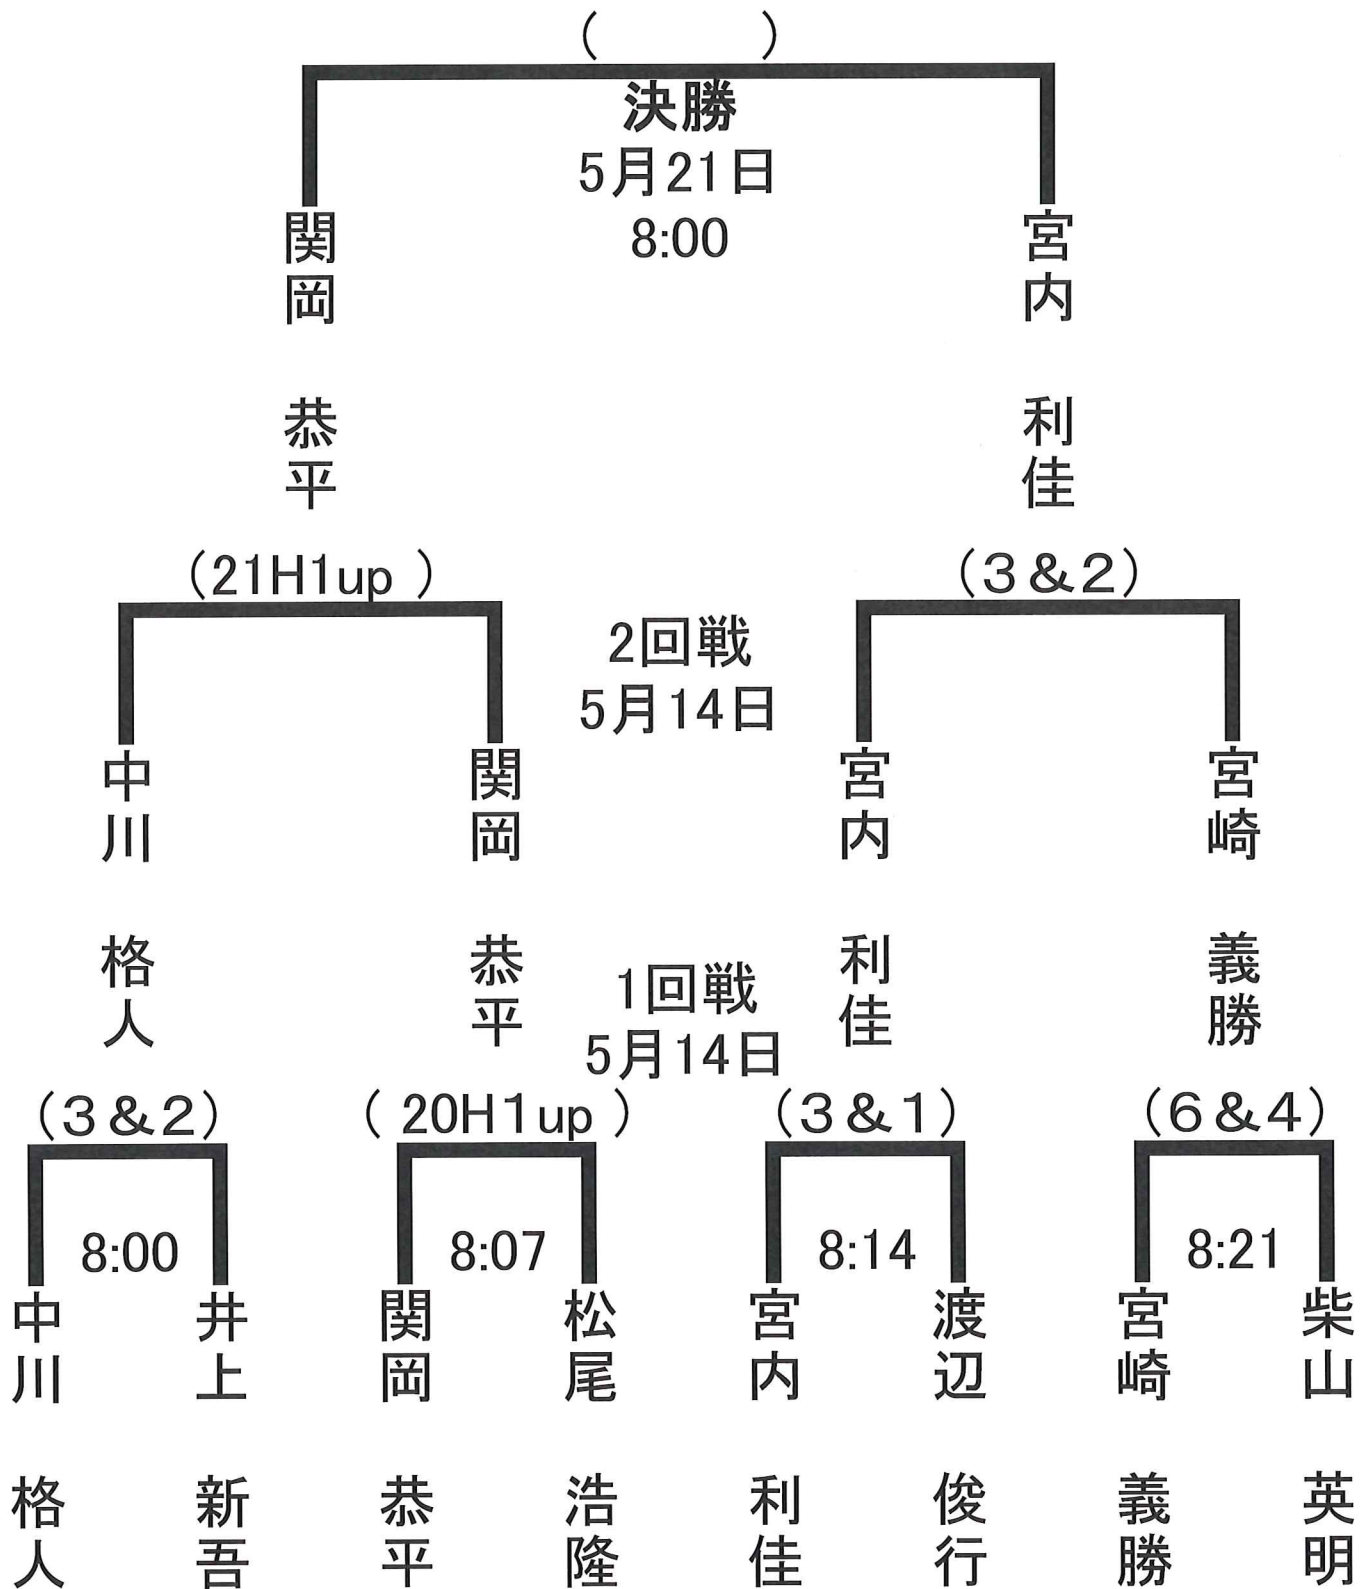 (　　　)
決勝
5月21日
8:00
関岡　恭平
宮内　利佳
(21H1up )
(3&2)
2回戦
5月14日
中川　格人
関岡　恭平
宮内　利佳
宮崎　義勝
1回戦
5月14日
(3&2)
( 20H1up )
(3&1)
(6&4)
8:00
8:07
8:14
8:21
中川　格人
井上　新吾
関岡　恭平
松尾　浩隆
宮内　利佳
渡辺　俊行
宮崎　義勝
柴山　英明